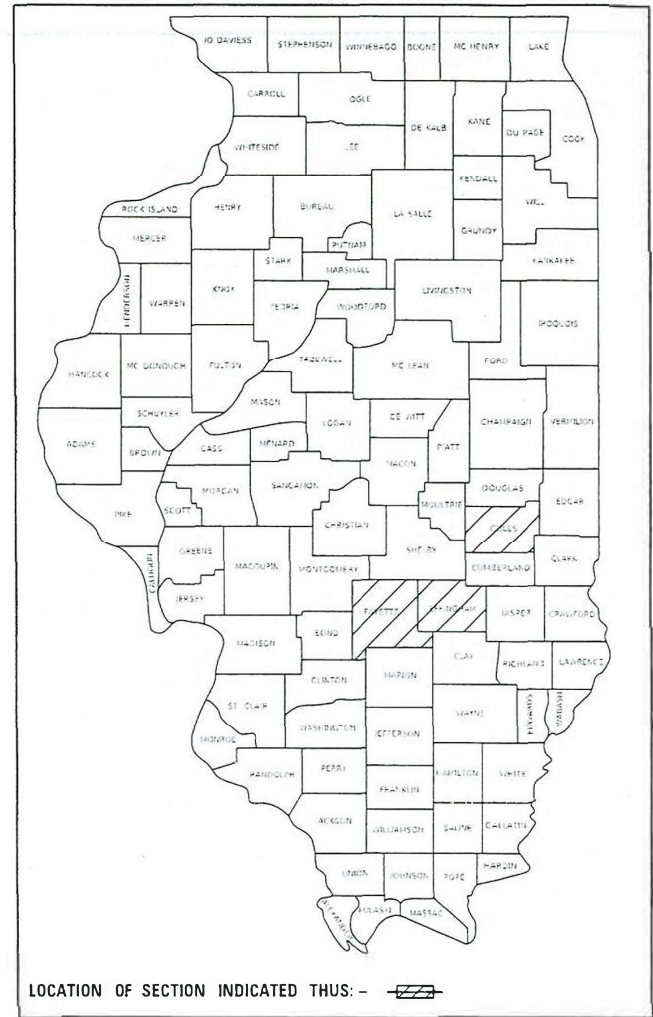 JO DAVIESS STEPHENSON WINNEBAGO BOONE MC HENRY LAKE
CARROLL OGLE DE KALB KANE DU PAGE COOK
WHITESIDE LEE
KENDALL WILL
ROCK ISLAND HENRY BUREAU LA SALLE GRUNDY
MERCER PUTNAM KANKAKEE
STARK MARSHALL
HENDERSON WARREN KNOX PEORIA WOODFORD LIVINGSTON IROQUOIS
HANCOCK MC DONOUGH FULTON TAZEWELL MC LEAN FORD
MASON
SCHUYLER LOGAN DE WITT CHAMPAIGN VERMILION
ADAMS BROWN CASS MENARD MACON PIATT
PIKE SCOTT MORGAN SANGAMON CHRISTIAN MOULTRIE DOUGLAS EDGAR
COLES
CALHOUN GREENE MACOUPIN MONTGOMERY SHELBY CUMBERLAND CLARK
JERSEY
FAYETTE EFFINGHAM JASPER CRAWFORD
MADISON BOND
CLINTON MARION CLAY RICHLAND LAWRENCE
ST. CLAIR WASHINGTON JEFFERSON WAYNE EDWARDS WABASH
MONROE
RANDOLPH PERRY FRANKLIN HAMILTON WHITE
JACKSON WILLIAMSON SALINE GALLATIN
UNION JOHNSON POPE HARDIN
ALEXANDER PULASKI MASSAC
LOCATION OF SECTION INDICATED THUS: -